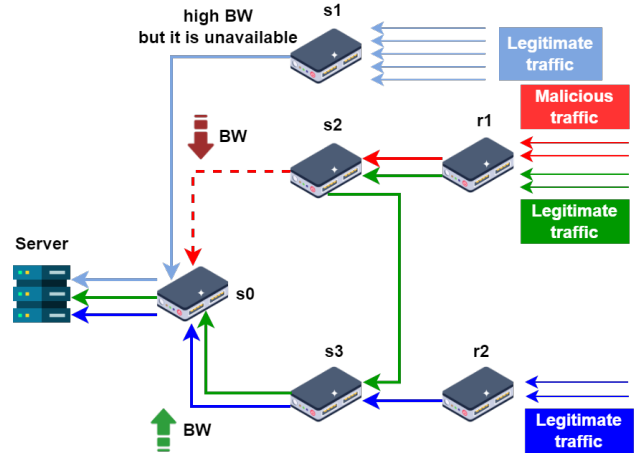 high BW
but it is unavailable
s1
Legitimate
traffic
Malicious
traffic
BW
s2
r1
Legitimate
traffic
Server
s0
s3
r2
BW
Legitimate
traffic